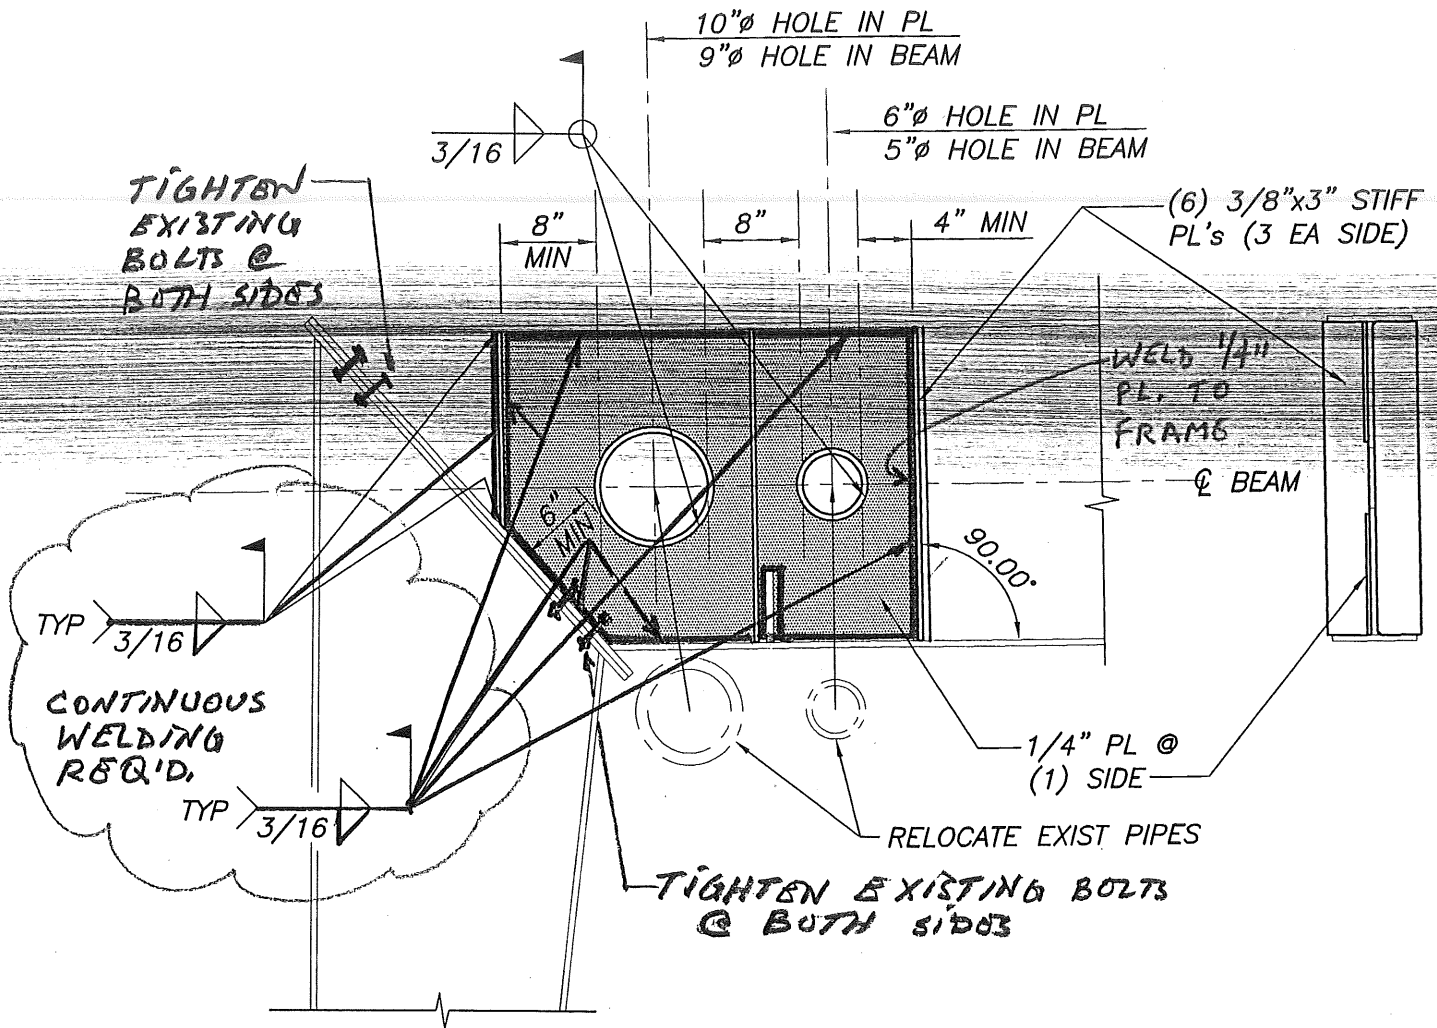 10"ø HOLE IN PL
9"ø HOLE IN BEAM
6"ø HOLE IN PL
5"ø HOLE IN BEAM
3/16
TIGHTEN
EXISTING
BOLTS @
BOTH SIDES
8"
MIN
8"
4" MIN
(6) 3/8"x3" STIFF
PL's (3 EA SIDE)
WELD 1/4"
PL. TO
FRAME
℄ BEAM
6"
MIN
90.00°
TYP
3/16
CONTINUOUS
WELDING
REQ'D.
TYP
3/16
1/4" PL @
(1) SIDE
RELOCATE EXIST PIPES
TIGHTEN EXISTING BOLTS
@ BOTH SIDES